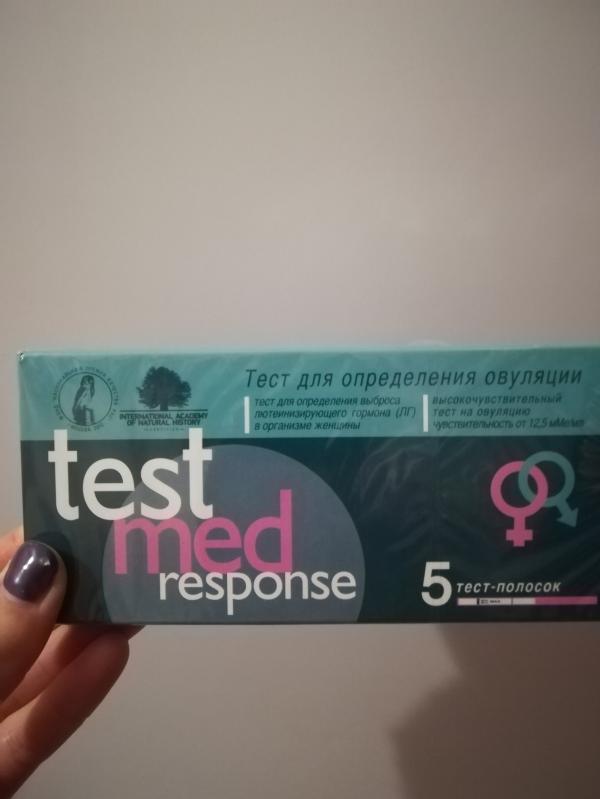 Тест для определения овуляции
тест для определения выброса
лютеинизирующего гормона (ЛГ)
в организме женщины
высокочувствительный
тест на овуляцию
чувствительность от 12,5 мМе/мл
INTERNATIONAL ACADEMY
OF NATURAL HISTORY
test
med
response
5 тест-полосок